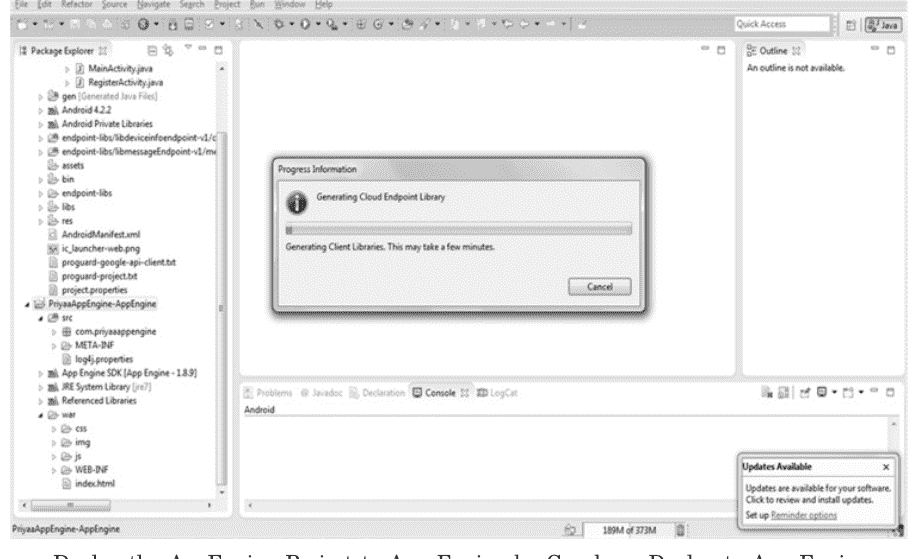 File Edit Refactor Source Navigate Search Project Run Window Help
Quick Access
Java
Package Explorer
MainActivity.java
RegisterActivity.java
gen [Generated Java Files]
Android 4.2.2
Android Private Libraries
endpoint-libs/libdeviceinfoendpoint-v1/c
endpoint-libs/libmessageEndpoint-v1/me
assets
bin
endpoint-libs
libs
res
AndroidManifest.xml
ic_launcher-web.png
proguard-google-api-client.txt
proguard-project.txt
project.properties
PriyaaAppEngine-AppEngine
src
com.priyaaappengine
META-INF
log4j.properties
App Engine SDK [App Engine - 1.8.9]
JRE System Library [jre7]
Referenced Libraries
war
css
img
js
WEB-INF
index.html
Outline
An outline is not available.
Progress Information
Generating Cloud Endpoint Library
Generating Client Libraries. This may take a few minutes.
Cancel
Problems @ Javadoc Declaration Console LogCat
Android
Updates Available x
Updates are available for your software.
Click to review and install updates.
Set up Reminder options
PriyaaAppEngine-AppEngine
189M of 373M